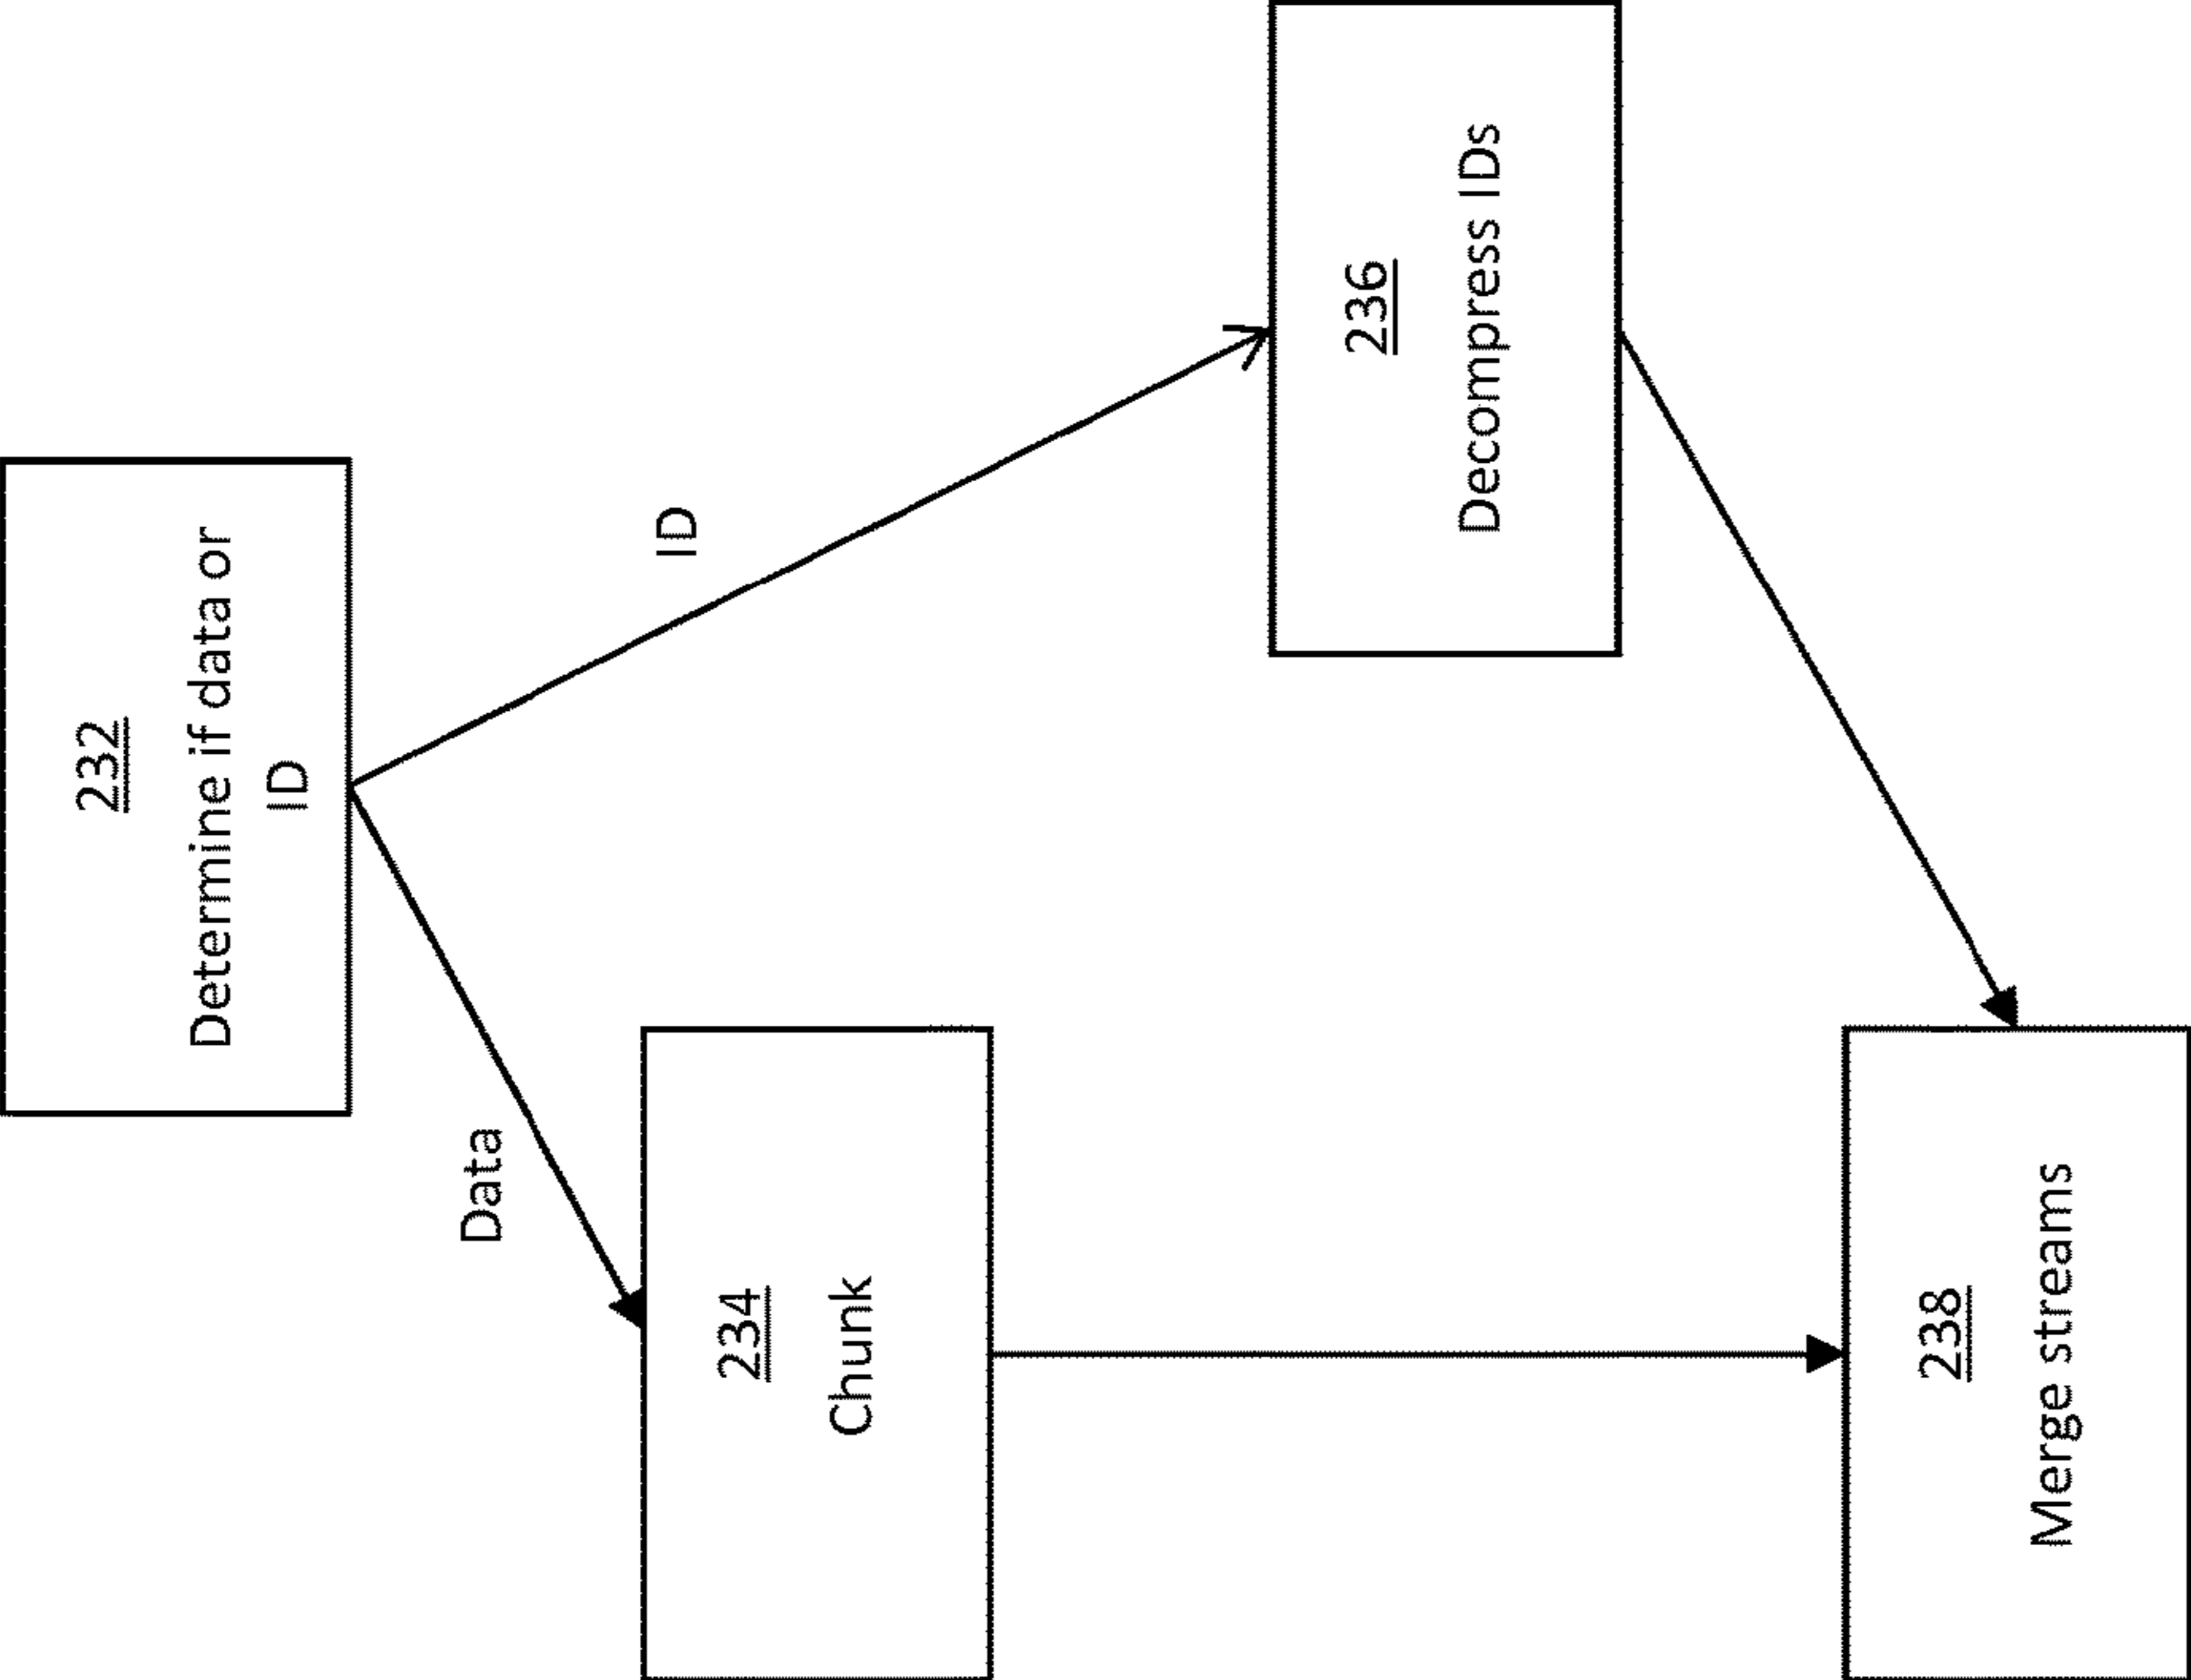 232
Determine if data or
ID
Data
ID
234
Chunk
236
Decompress IDs
238
Merge streams